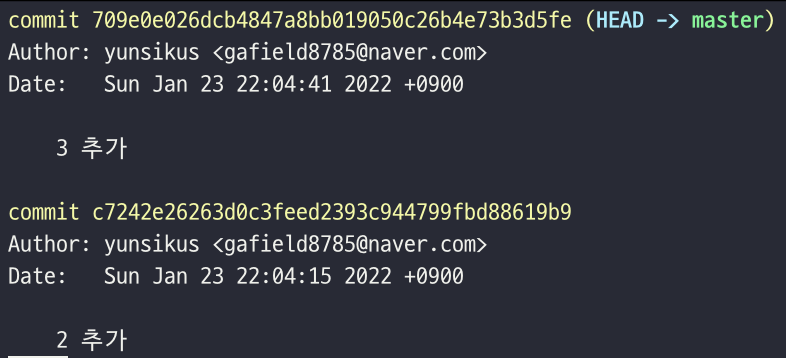 commit 709e0e026dcb4847a8bb019050c26b4e73b3d5fe (HEAD -> master)
Author: yunsikus <gafield8785@naver.com>
Date:   Sun Jan 23 22:04:41 2022 +0900
3 추가
commit c7242e26263d0c3feed2393c944799fbd88619b9
Author: yunsikus <gafield8785@naver.com>
Date:   Sun Jan 23 22:04:15 2022 +0900
2 추가